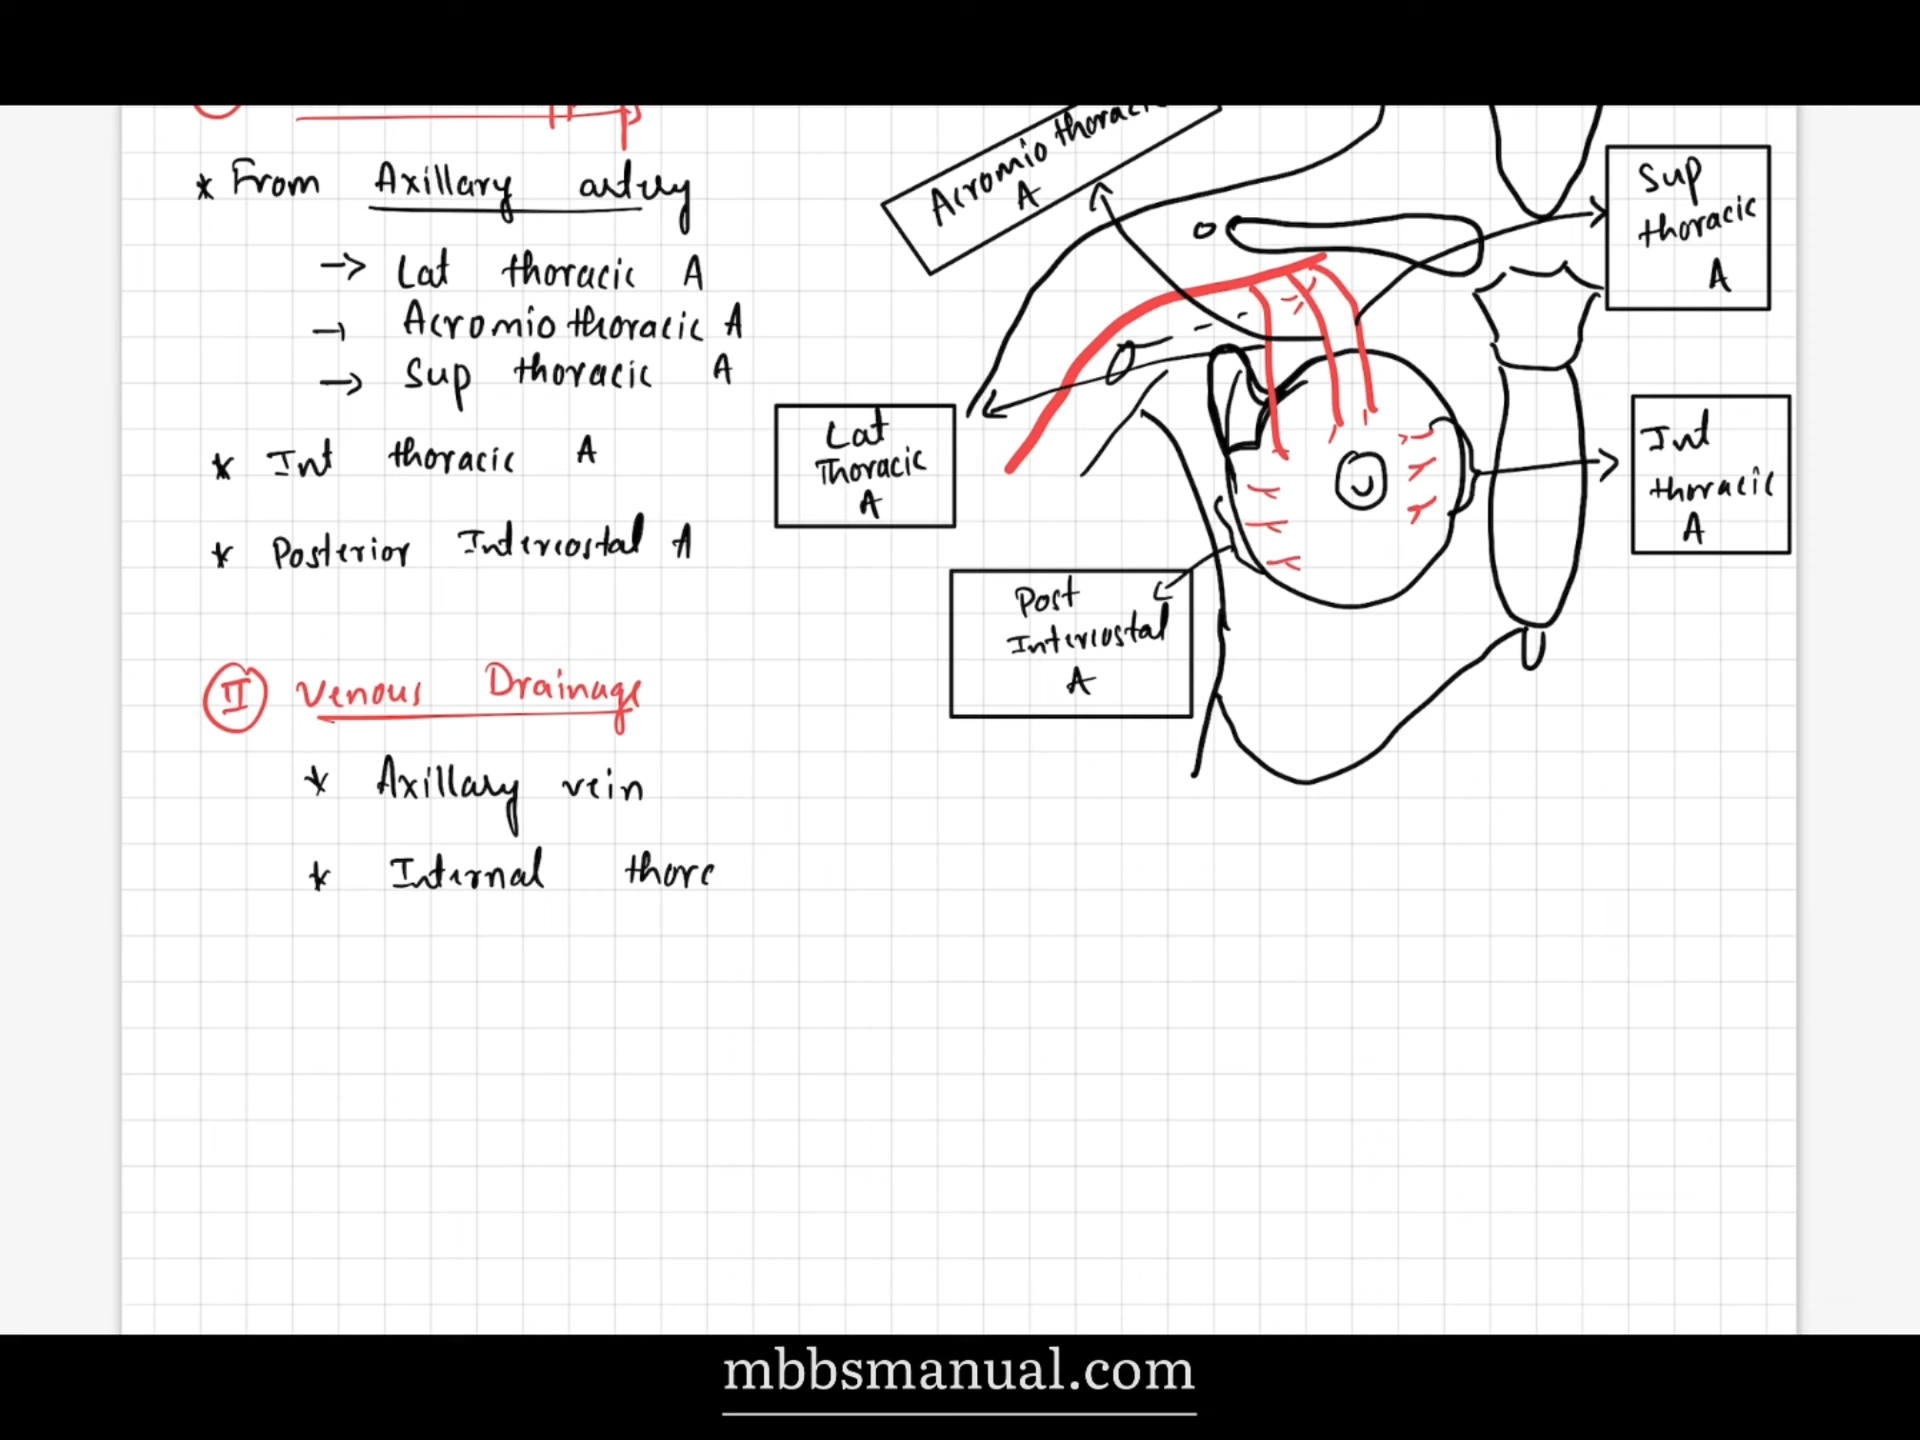 * From Axillary artery
→ Lat thoracic A
→ Acromio thoracic A
→ Sup thoracic A
* Int thoracic A
* Posterior Intercostal A
II Venous Drainage
* Axillary vein
* Internal thorc
Acromio thoraci
A
Sup
thoracic
A
Lat
Thoracic
A
Int
thoracic
A
Post
Intercostal
A
mbbsmanual.com